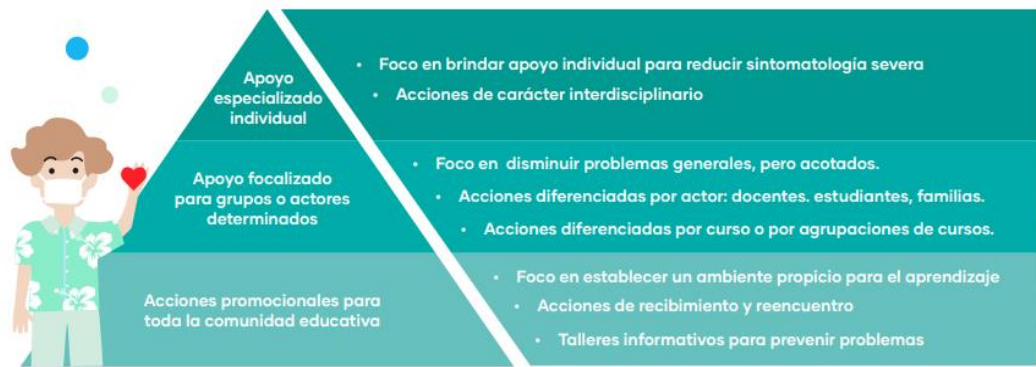 Apoyo
especializado
individual
• Foco en brindar apoyo individual para reducir sintomatología severa
• Acciones de carácter interdisciplinario
Apoyo focalizado
para grupos o actores
determinados
• Foco en disminuir problemas generales, pero acotados.
• Acciones diferenciadas por actor: docentes. estudiantes, familias.
• Acciones diferenciadas por curso o por agrupaciones de cursos.
Acciones promocionales para
toda la comunidad educativa
• Foco en establecer un ambiente propicio para el aprendizaje
• Acciones de recibimiento y reencuentro
• Talleres informativos para prevenir problemas